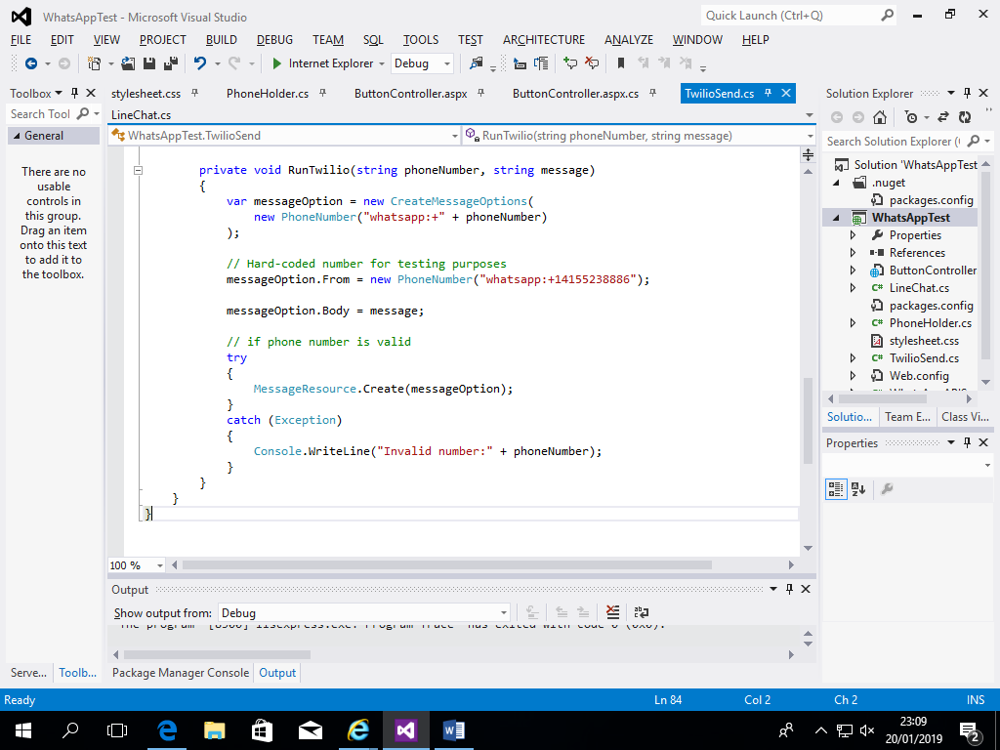 WhatsAppTest - Microsoft Visual Studio
Quick Launch (Ctrl+Q)
FILE EDIT VIEW PROJECT BUILD DEBUG TEAM SQL TOOLS TEST ARCHITECTURE ANALYZE WINDOW HELP
Internet Explorer Debug
Toolbox
Search Tool
General
There are no
usable
controls in
this group.
Drag an item
onto this text
to add it to
the toolbox.
stylesheet.css PhoneHolder.cs ButtonController.aspx ButtonController.aspx.cs TwilioSend.cs
LineChat.cs
WhatsAppTest.TwilioSend RunTwilio(string phoneNumber, string message)
private void RunTwilio(string phoneNumber, string message)
{
var messageOption = new CreateMessageOptions(
new PhoneNumber("whatsapp:+" + phoneNumber)
);
// Hard-coded number for testing purposes
messageOption.From = new PhoneNumber("whatsapp:+14155238886");
messageOption.Body = message;
// if phone number is valid
try
{
MessageResource.Create(messageOption);
}
catch (Exception)
{
Console.WriteLine("Invalid number:" + phoneNumber);
}
}
}
}
100 %
Output
Show output from: Debug
Package Manager Console Output
Serve... Toolb...
Solution Explorer
Search Solution Explorer (
Solution 'WhatsAppTest
.nuget
packages.config
WhatsAppTest
Properties
References
ButtonController
LineChat.cs
packages.config
PhoneHolder.cs
stylesheet.css
TwilioSend.cs
Web.config
Solutio... Team E... Class Vi...
Properties
Ready Ln 84 Col 2 Ch 2 INS
23:09
20/01/2019
2